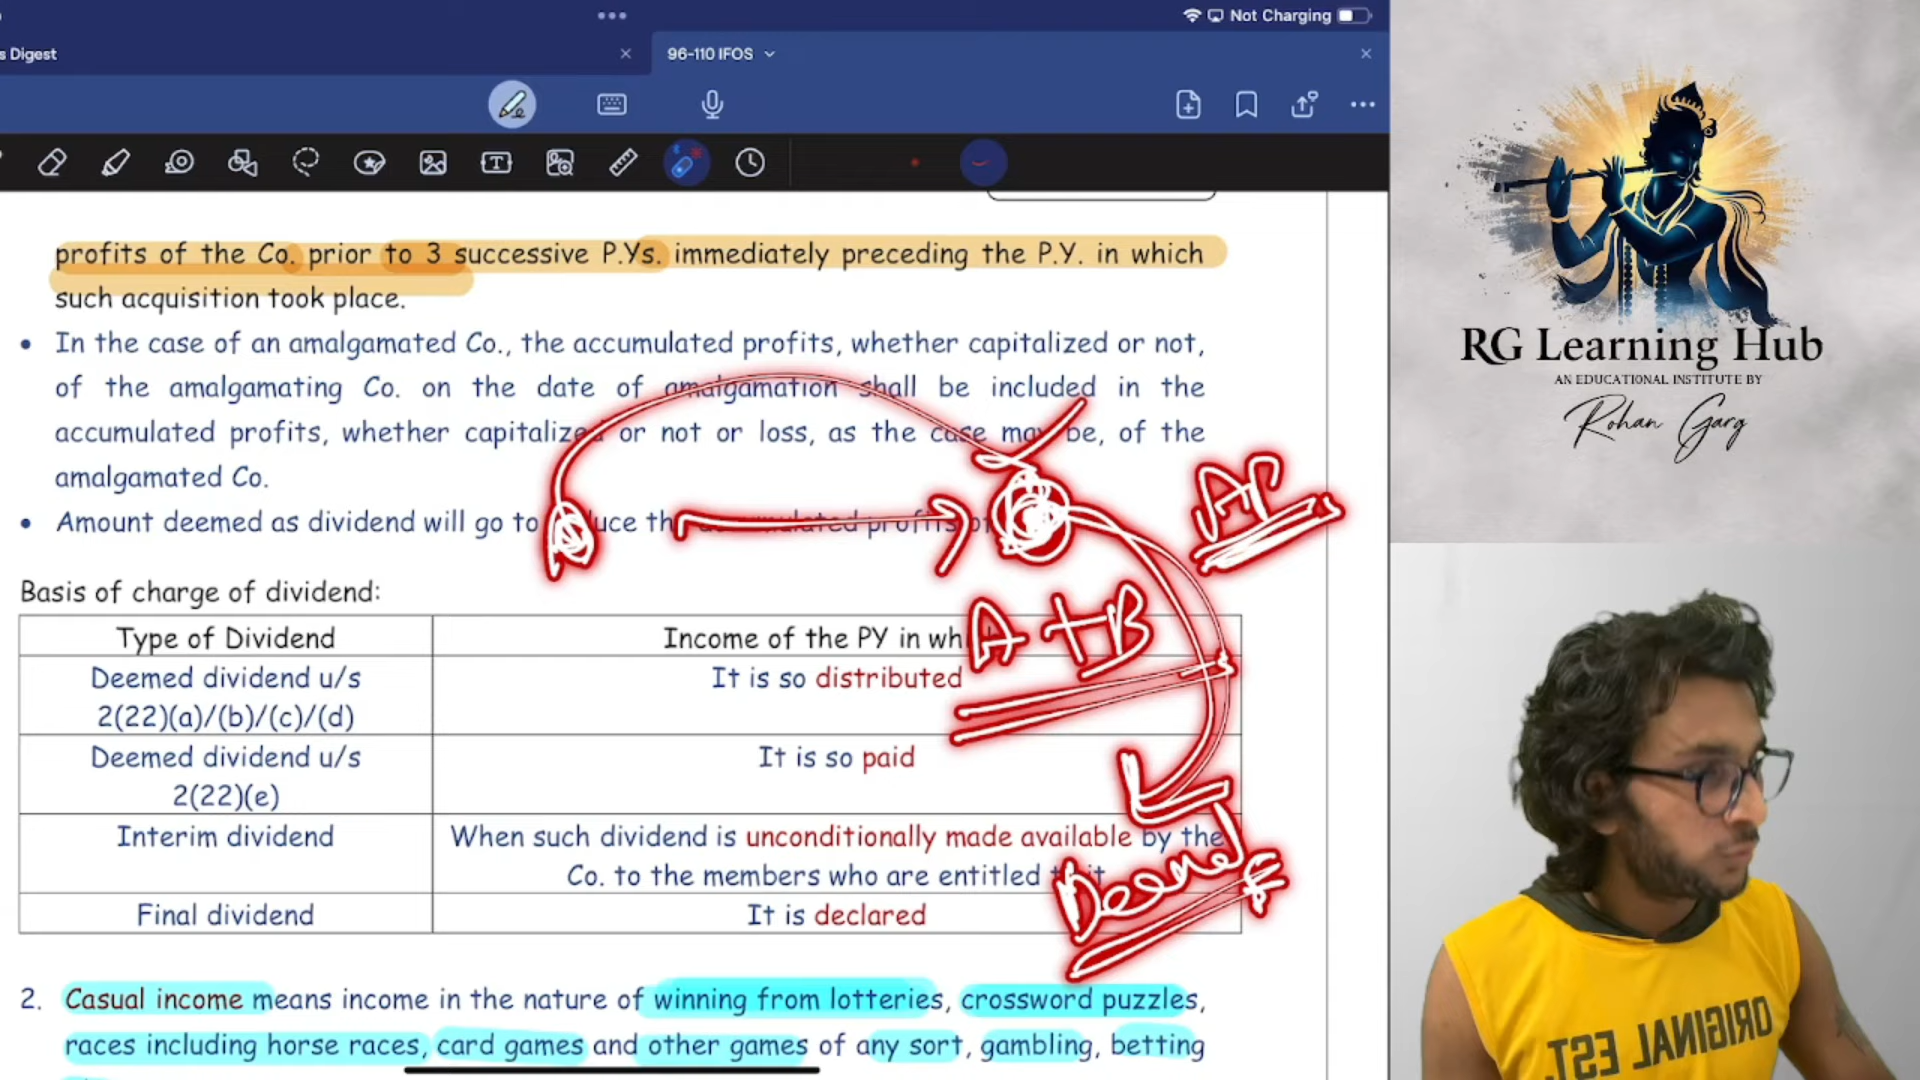 Not Charging
s Digest
96-110 IFOS
profits of the Co. prior to 3 successive P.Ys. immediately preceding the P.Y. in which
such acquisition took place.
• In the case of an amalgamated Co., the accumulated profits, whether capitalized or not,
of the amalgamating Co. on the date of amalgamation shall be included in the
accumulated profits, whether capitalized or not or loss, as the case may be, of the
amalgamated Co.
• Amount deemed as dividend will go to accumulated profits
AP
Basis of charge of dividend:
A + B
Type of Dividend
Income of the PY in
Deemed dividend u/s
2(22)(a)/(b)/(c)/(d)
It is so distributed
Deemed dividend u/s
2(22)(e)
It is so paid
Interim dividend
When such dividend is unconditionally made available by the
Co. to the members who are entitled
Deemed
Final dividend
It is declared
2. Casual income means income in the nature of winning from lotteries, crossword puzzles,
races including horse races, card games and other games of any sort, gambling, betting
RG Learning Hub
AN EDUCATIONAL INSTITUTE BY
Rohan Garg
ORIGINAL
EST.